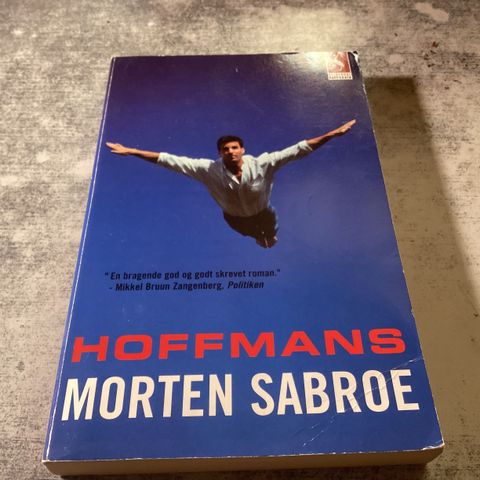 "En bragende god og godt skrevet roman."
- Mikkel Bruun Zangenberg, Politiken
HOFFMANS
MORTEN SABROE